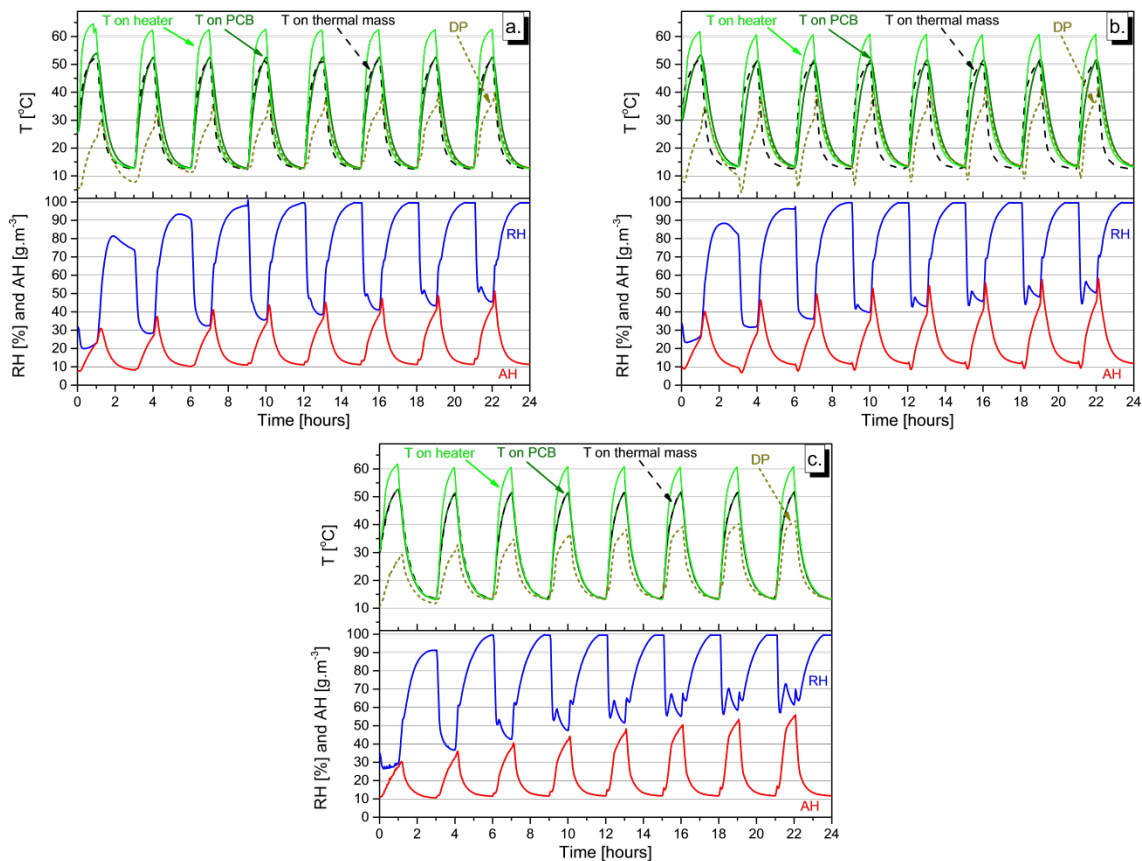 T on heater T on PCB T on thermal mass DP a.
60
50
40
30
20
10
T [°C]
100
90
80
70
60
50
40
30
20
10
0
RH [%] and AH [g.m⁻³]
RH
AH
0 2 4 6 8 10 12 14 16 18 20 22 24
Time [hours]
T on heater T on PCB T on thermal mass DP b.
60
50
40
30
20
10
T [°C]
100
90
80
70
60
50
40
30
20
10
0
RH [%] and AH [g.m⁻³]
RH
AH
0 2 4 6 8 10 12 14 16 18 20 22 24
Time [hours]
T on heater T on PCB T on thermal mass DP c.
60
50
40
30
20
10
T [°C]
100
90
80
70
60
50
40
30
20
10
0
RH [%] and AH [g.m⁻³]
RH
AH
0 2 4 6 8 10 12 14 16 18 20 22 24
Time [hours]